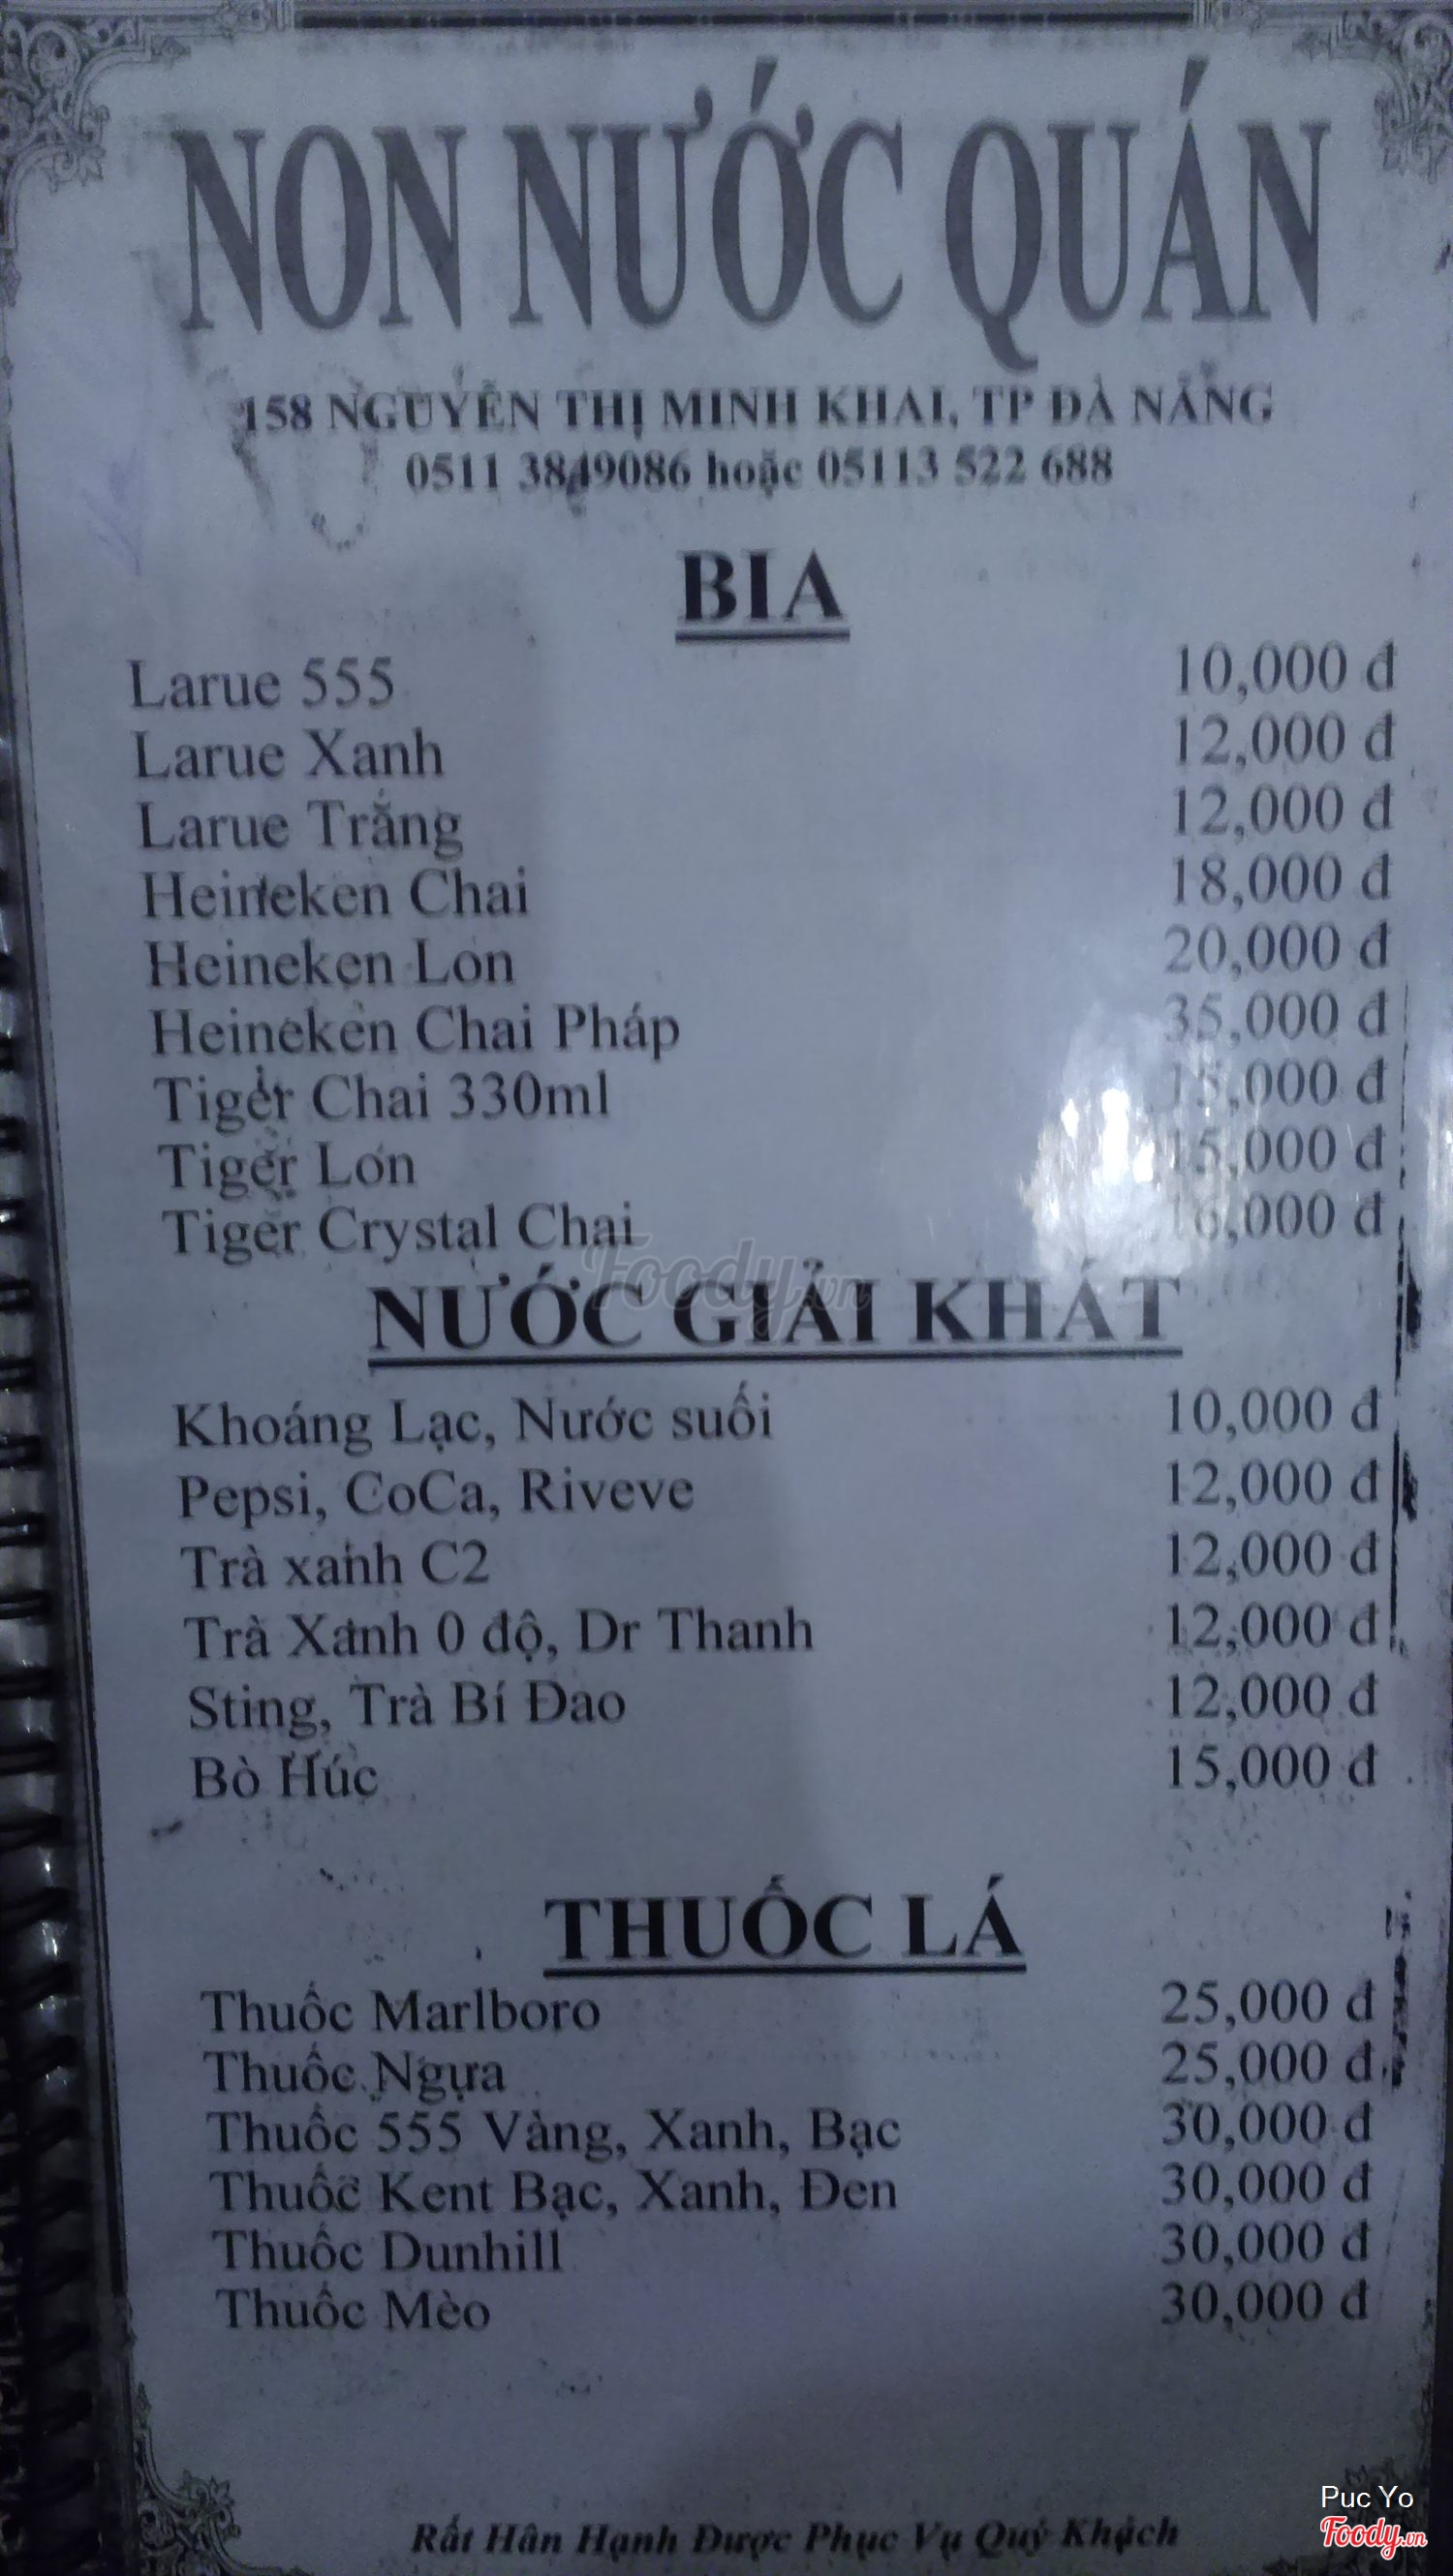 NON NƯỚC QUÁN
158 NGUYỄN THỊ MINH KHAI, TP ĐÀ NẴNG
0511 3849086 hoặc 05113 522 688
BIA
Larue 555 10,000 đ
Larue Xanh 12,000 đ
Larue Trắng 12,000 đ
Heineken Chai 18,000 đ
Heineken Lon 20,000 đ
Heineken Chai Pháp 35,000 đ
Tiger Chai 330ml 15,000 đ
Tiger Lon 15,000 đ
Tiger Crystal Chai 16,000 đ
Foody.vn
NƯỚC GIẢI KHÁT
Khoáng Lạc, Nước suối 10,000 đ
Pepsi, CoCa, Riveve 12,000 đ
Trà xanh C2 12,000 đ
Trà Xanh 0 độ, Dr Thanh 12,000 đ
Sting, Trà Bí Đao 12,000 đ
Bò Húc 15,000 đ
THUỐC LÁ
Thuốc Marlboro 25,000 đ
Thuốc Ngựa 25,000 đ
Thuốc 555 Vàng, Xanh, Bạc 30,000 đ
Thuốc Kent Bạc, Xanh, Đen 30,000 đ
Thuốc Dunhill 30,000 đ
Thuốc Mèo 30,000 đ
Rất Hân Hạnh Được Phục Vụ Quý Khách
Puc Yo
Foody.vn